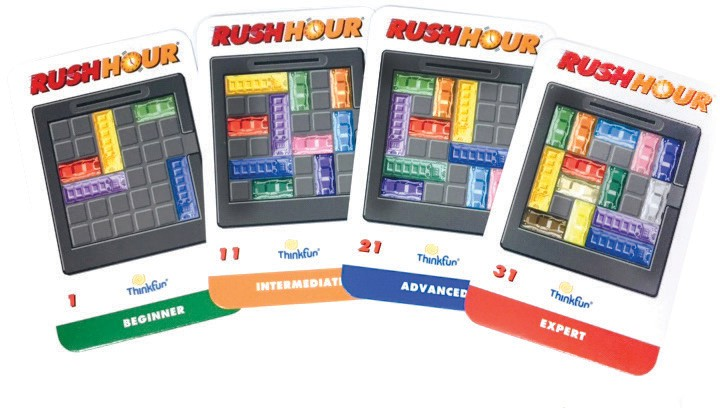 RUSH HOUR
1
ThinkFun
BEGINNER
RUSH HOUR
11
ThinkFun
INTERMEDIAT
RUSH HOUR
21
ThinkFun
ADVANCED
RUSH HOUR
31
ThinkFun
EXPERT